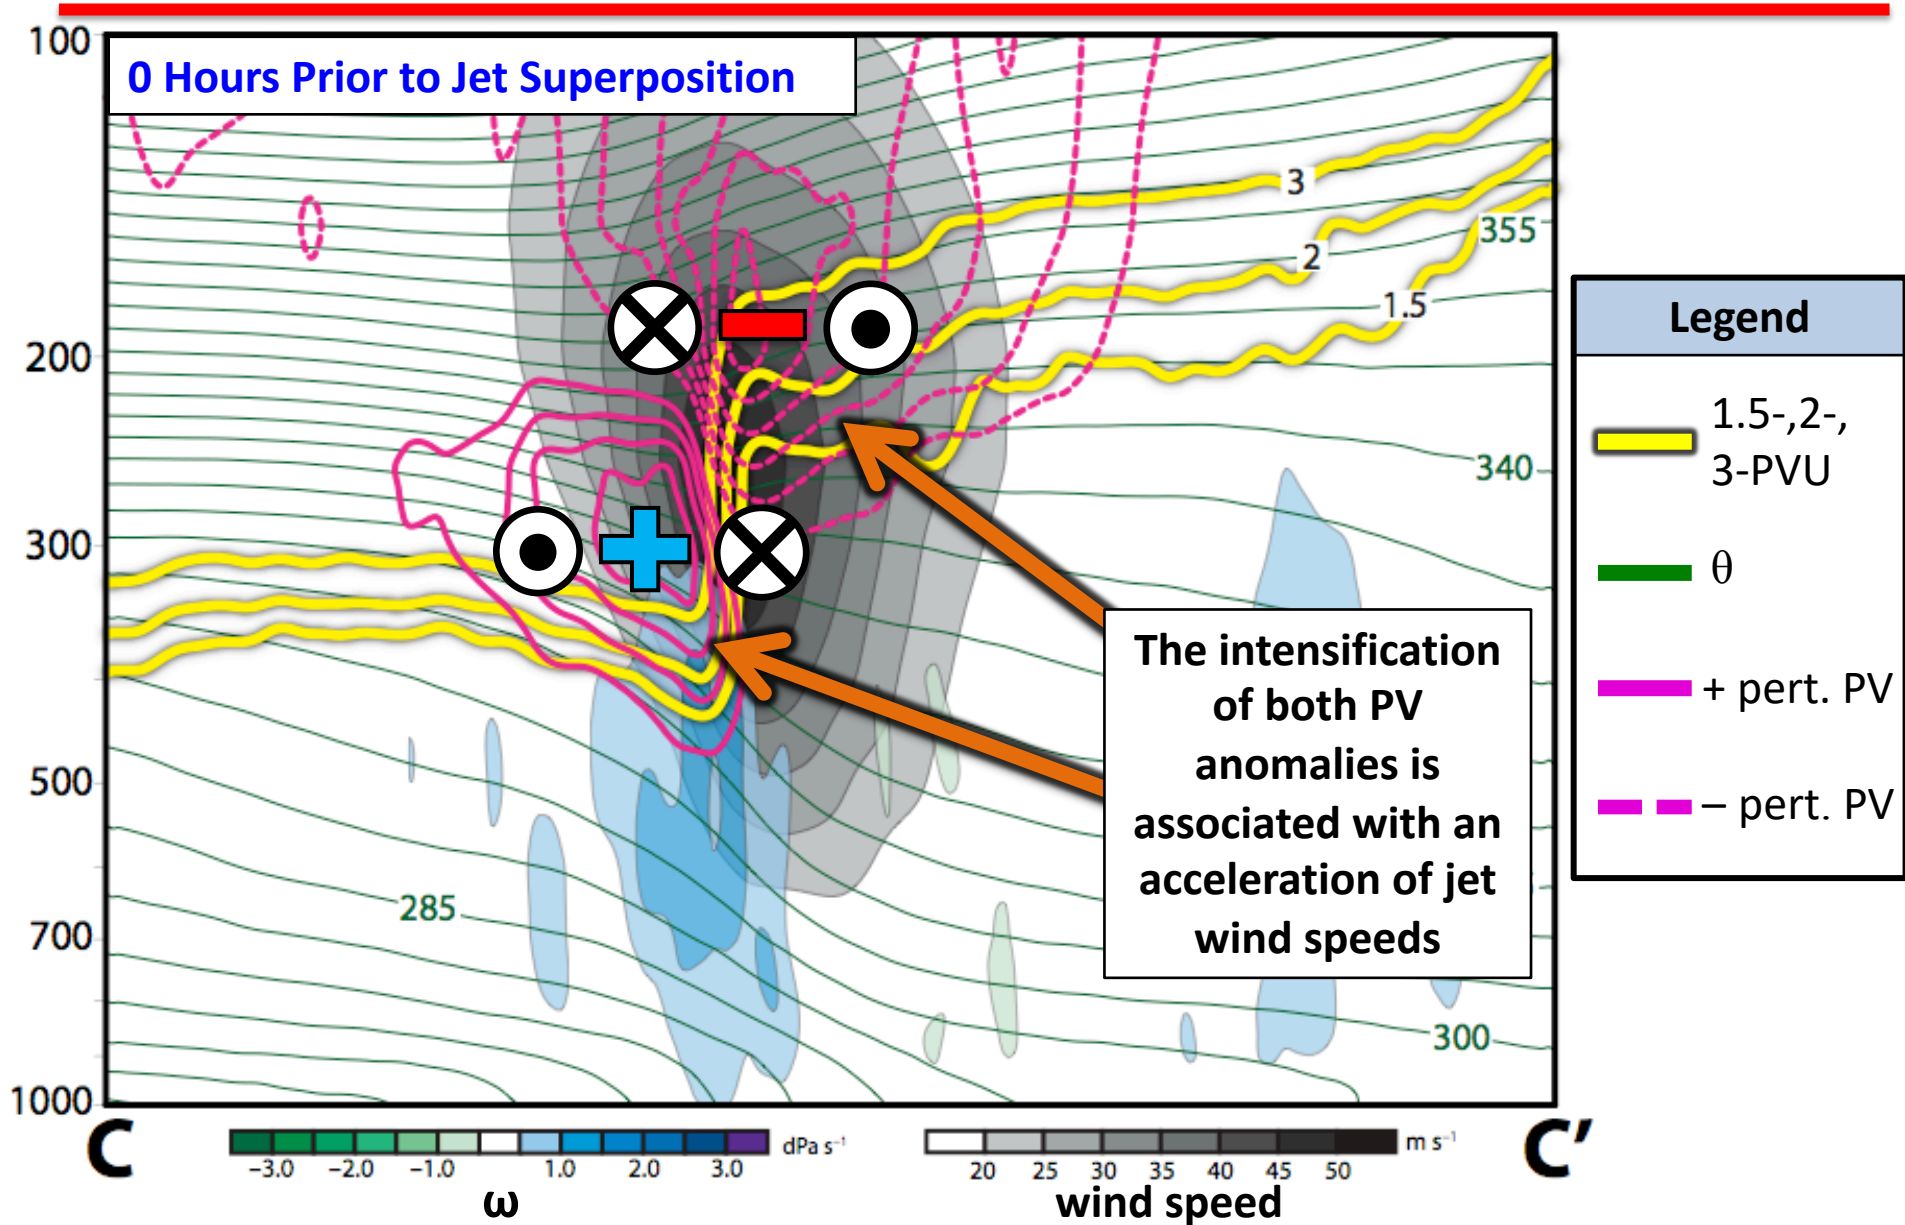 0 Hours Prior to Jet Superposition
100
200
300
500
700
1000
3
2
1.5
355
340
285
300
The intensification
of both PV
anomalies is
associated with an
acceleration of jet
wind speeds
Legend
1.5-,2-,
3-PVU
θ
+ pert. PV
– pert. PV
C
C′
−3.0 −2.0 −1.0 1.0 2.0 3.0
dPa s⁻¹
ω
20 25 30 35 40 45 50
m s⁻¹
wind speed